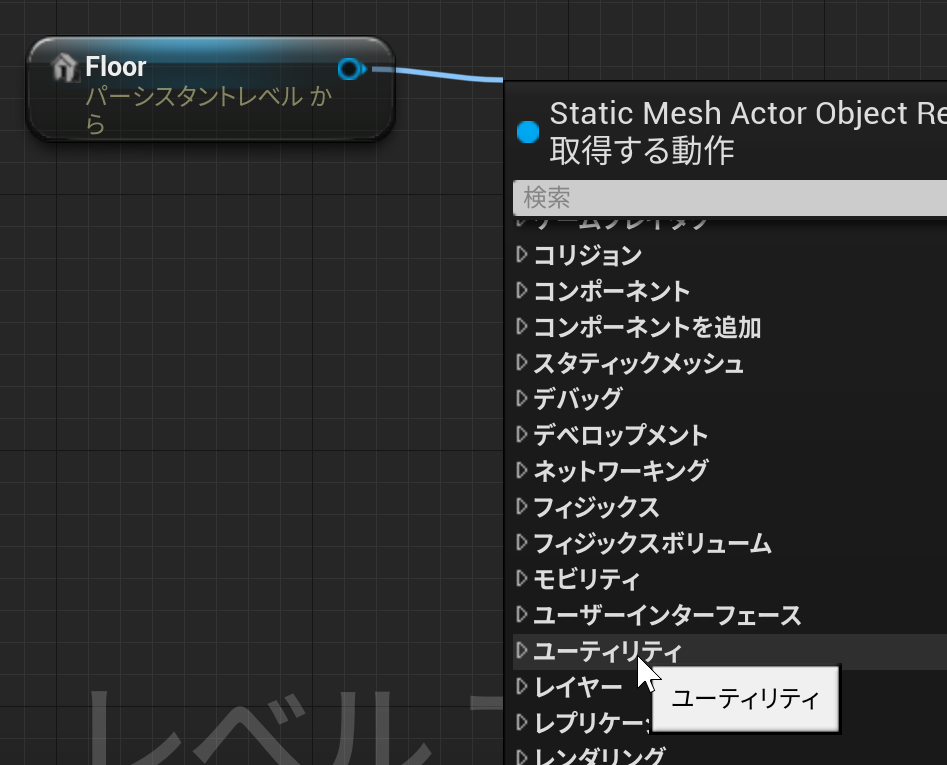 Floor
パーシスタントレベル か
ら
Static Mesh Actor Object Re
取得する動作
検索
コリジョン
コンポーネント
コンポーネントを追加
スタティックメッシュ
デバッグ
デベロップメント
ネットワーキング
フィジックス
フィジックスボリューム
モビリティ
ユーザーインターフェース
ユーティリティ
レイヤー
ユーティリティ
レプリケー
レンダリング
レベル